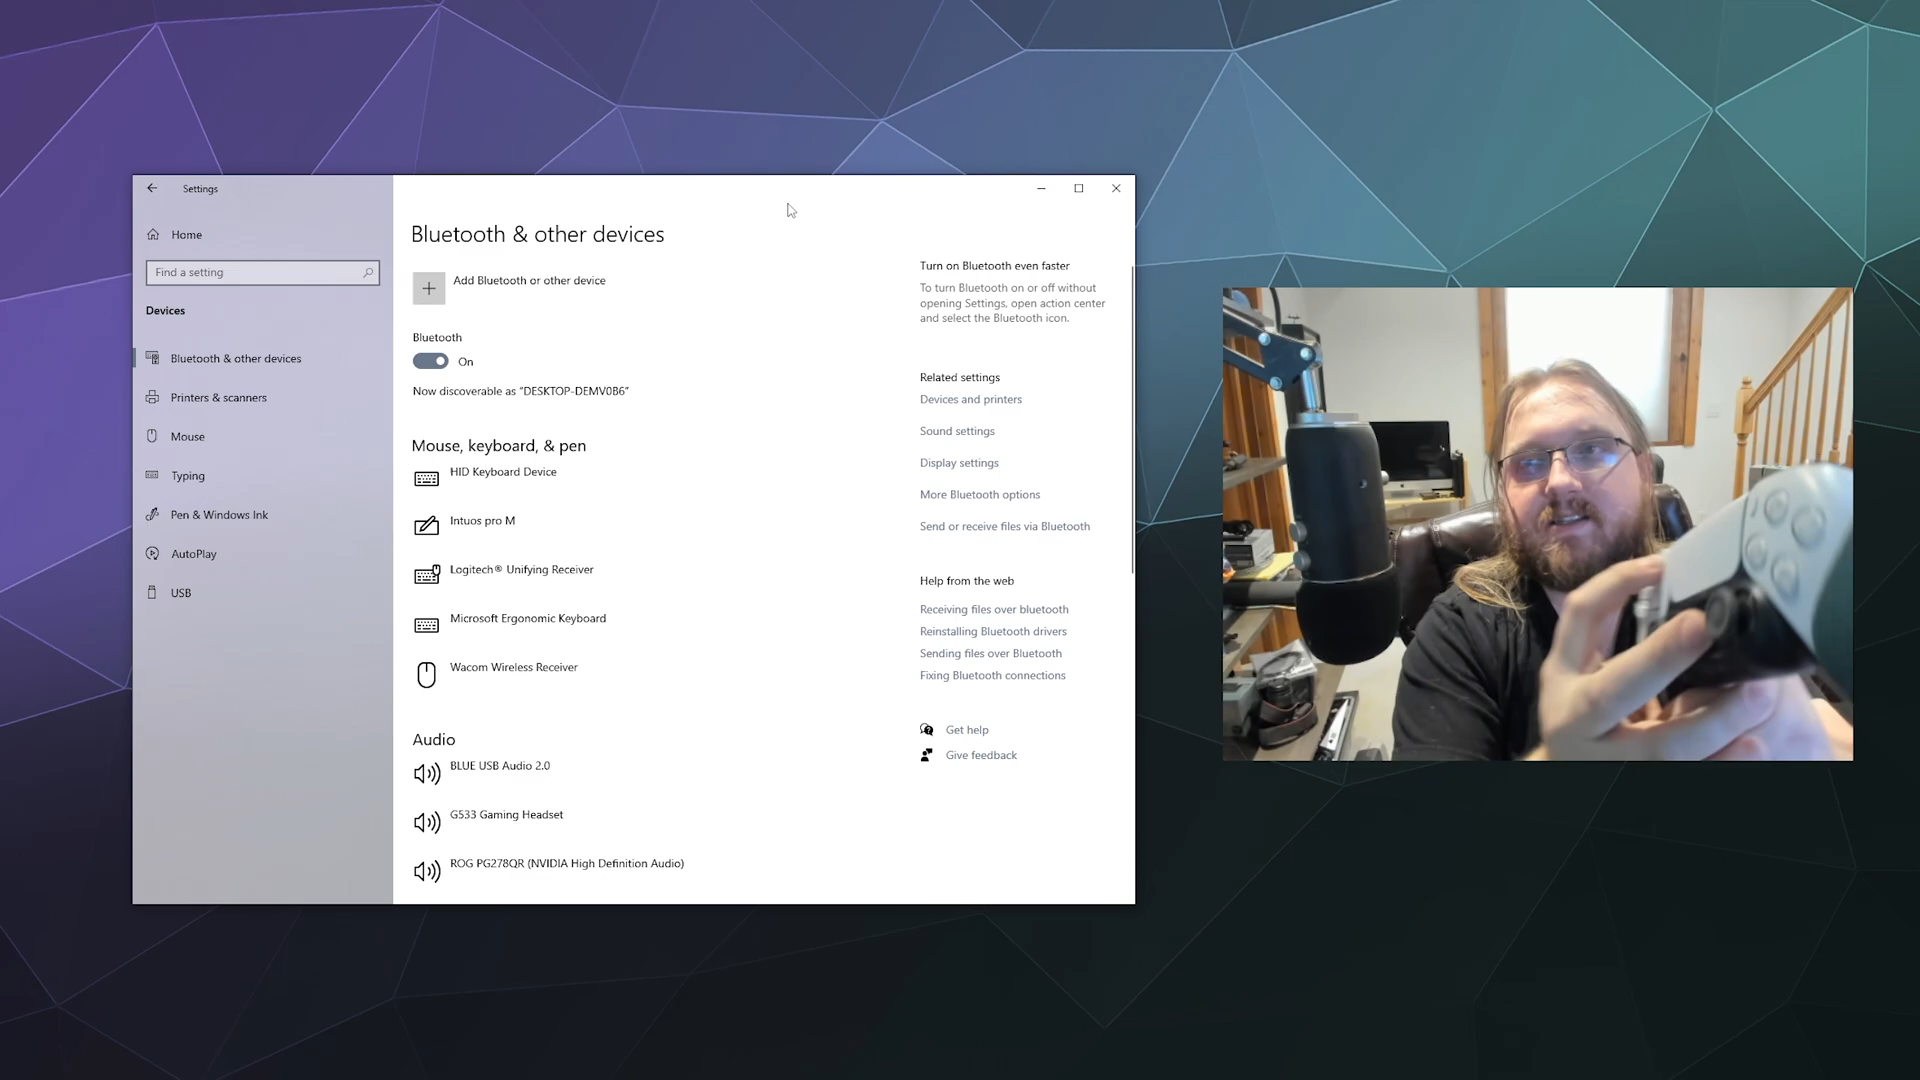 Settings
Home
Find a setting
Devices
Bluetooth & other devices
Printers & scanners
Mouse
Typing
Pen & Windows Ink
AutoPlay
USB
Bluetooth & other devices
Add Bluetooth or other device
Bluetooth
On
Now discoverable as “DESKTOP-DEMV0B6”
Mouse, keyboard, & pen
HID Keyboard Device
Intuos pro M
Logitech® Unifying Receiver
Microsoft Ergonomic Keyboard
Wacom Wireless Receiver
Audio
BLUE USB Audio 2.0
G533 Gaming Headset
ROG PG278QR (NVIDIA High Definition Audio)
Turn on Bluetooth even faster
To turn Bluetooth on or off without
opening Settings, open action center
and select the Bluetooth icon.
Related settings
Devices and printers
Sound settings
Display settings
More Bluetooth options
Send or receive files via Bluetooth
Help from the web
Receiving files over bluetooth
Reinstalling Bluetooth drivers
Sending files over Bluetooth
Fixing Bluetooth connections
Get help
Give feedback